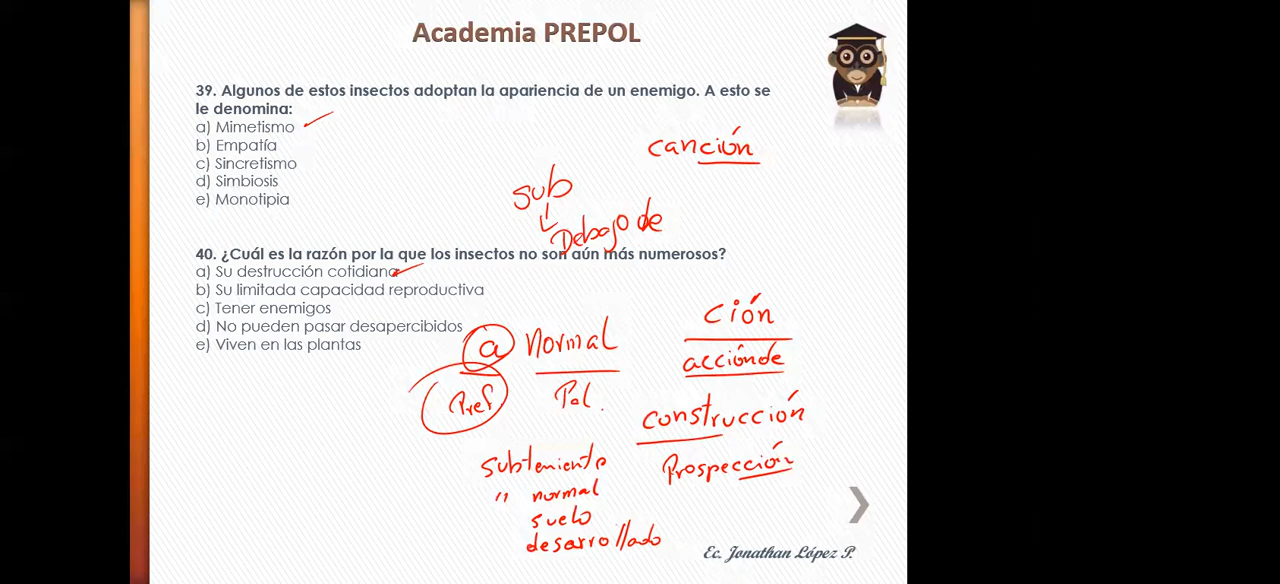 Academia PREPOL
39. Algunos de estos insectos adoptan la apariencia de un enemigo. A esto se
le denomina:
a) Mimetismo
b) Empatía
c) Sincretismo
d) Simbiosis
e) Monotipia
canción
sub
Debajo de
40. ¿Cuál es la razón por la que los insectos no son aún más numerosos?
a) Su destrucción cotidiana
b) Su limitada capacidad reproductiva
c) Tener enemigos
d) No pueden pasar desapercibidos
e) Viven en las plantas
a normal
Pref Pal.
ción
acciónde
construcción
Prospección
subteniente
" normal
suelo
desarrollado
Ec. Jonathan López P.